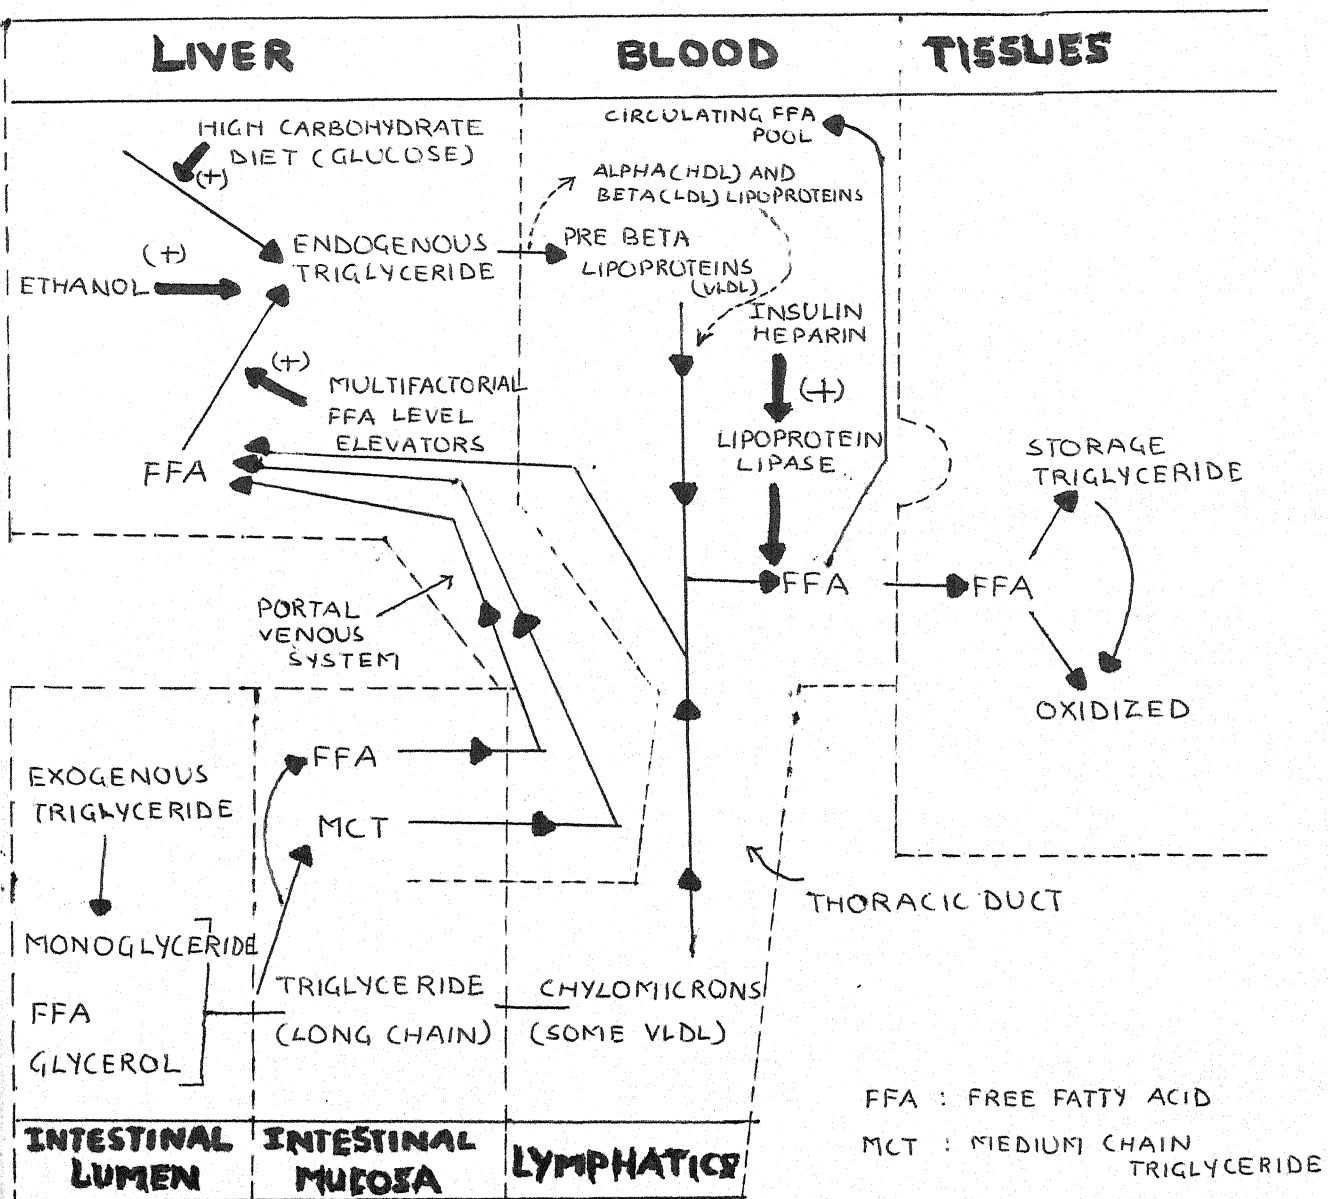 LIVER
BLOOD
TISSUES
HIGH CARBOHYDRATE
DIET (GLUCOSE)
(+)
CIRCULATING FFA
POOL
ALPHA(HDL) AND
BETA(LDL) LIPOPROTEINS
(+)
ETHANOL
ENDOGENOUS
TRIGLYCERIDE
PRE BETA
LIPOPROTEINS
(VLDL)
INSULIN
HEPARIN
(+)
(+)
MULTIFACTORIAL
FFA LEVEL
ELEVATORS
FFA
LIPOPROTEIN
LIPASE
STORAGE
TRIGLYCERIDE
FFA
FFA
PORTAL
VENOUS
SYSTEM
OXIDIZED
EXOGENOUS
TRIGLYCERIDE
FFA
MCT
THORACIC DUCT
MONOGLYCERIDE
FFA
GLYCEROL
TRIGLYCERIDE
(LONG CHAIN)
CHYLOMICRONS
(SOME VLDL)
FFA : FREE FATTY ACID
MCT : MEDIUM CHAIN
TRIGLYCERIDE
INTESTINAL
LUMEN
INTESTINAL
MUCOSA
LYMPHATICS